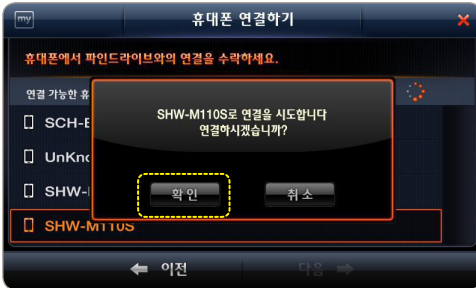 my
휴대폰 연결하기
휴대폰에서 파인드라이브와의 연결을 수락하세요.
연결 가능한 휴
SCH-
SHW-M110S로 연결을 시도합니다
연결하시겠습니까?
UnKno
SHW-
확인
취소
SHW-M110S
이전
다음